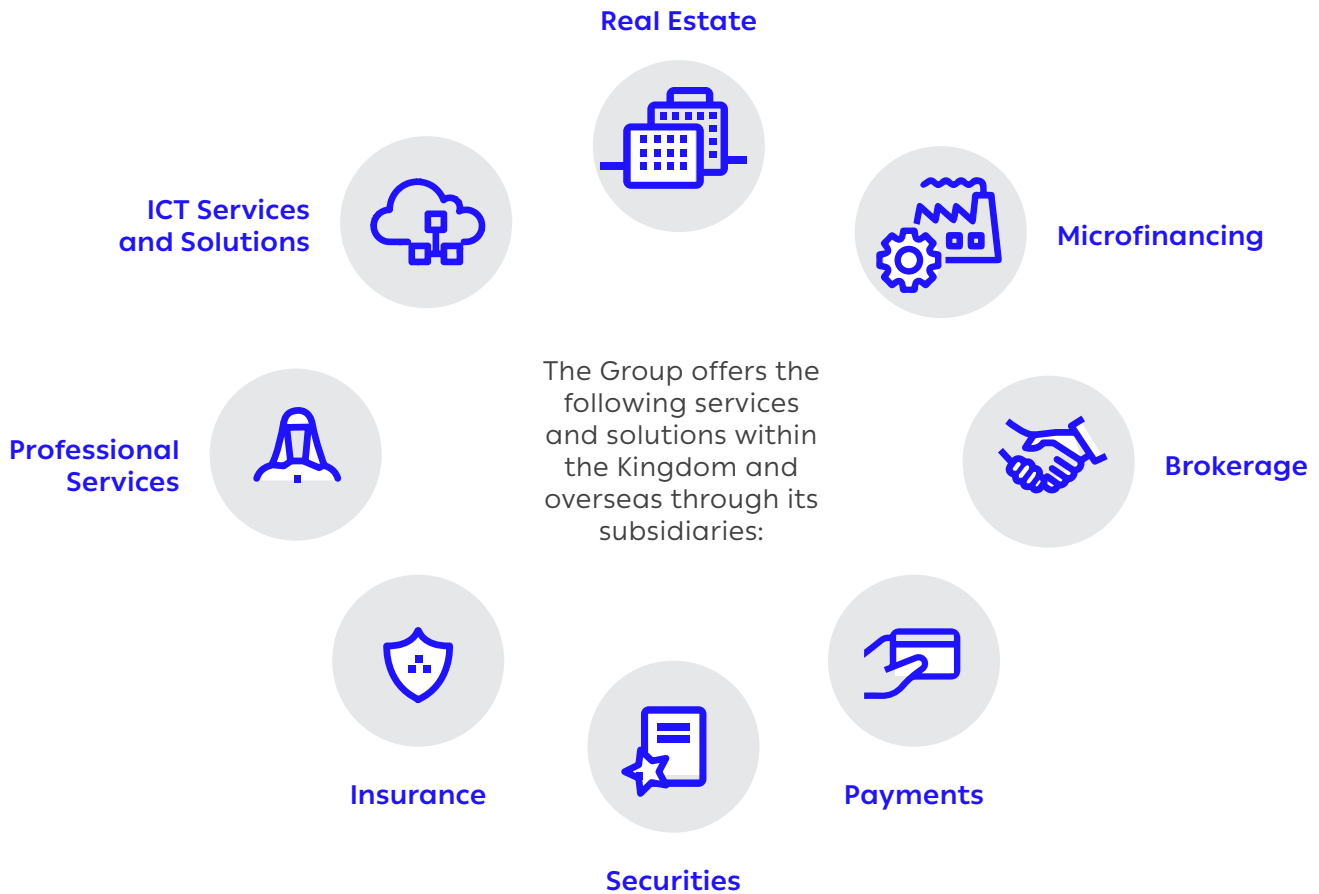 Real Estate
ICT Services
and Solutions
Microfinancing
The Group offers the
following services
and solutions within
the Kingdom and
overseas through its
subsidiaries:
Professional
Services
Brokerage
Insurance
Payments
Securities